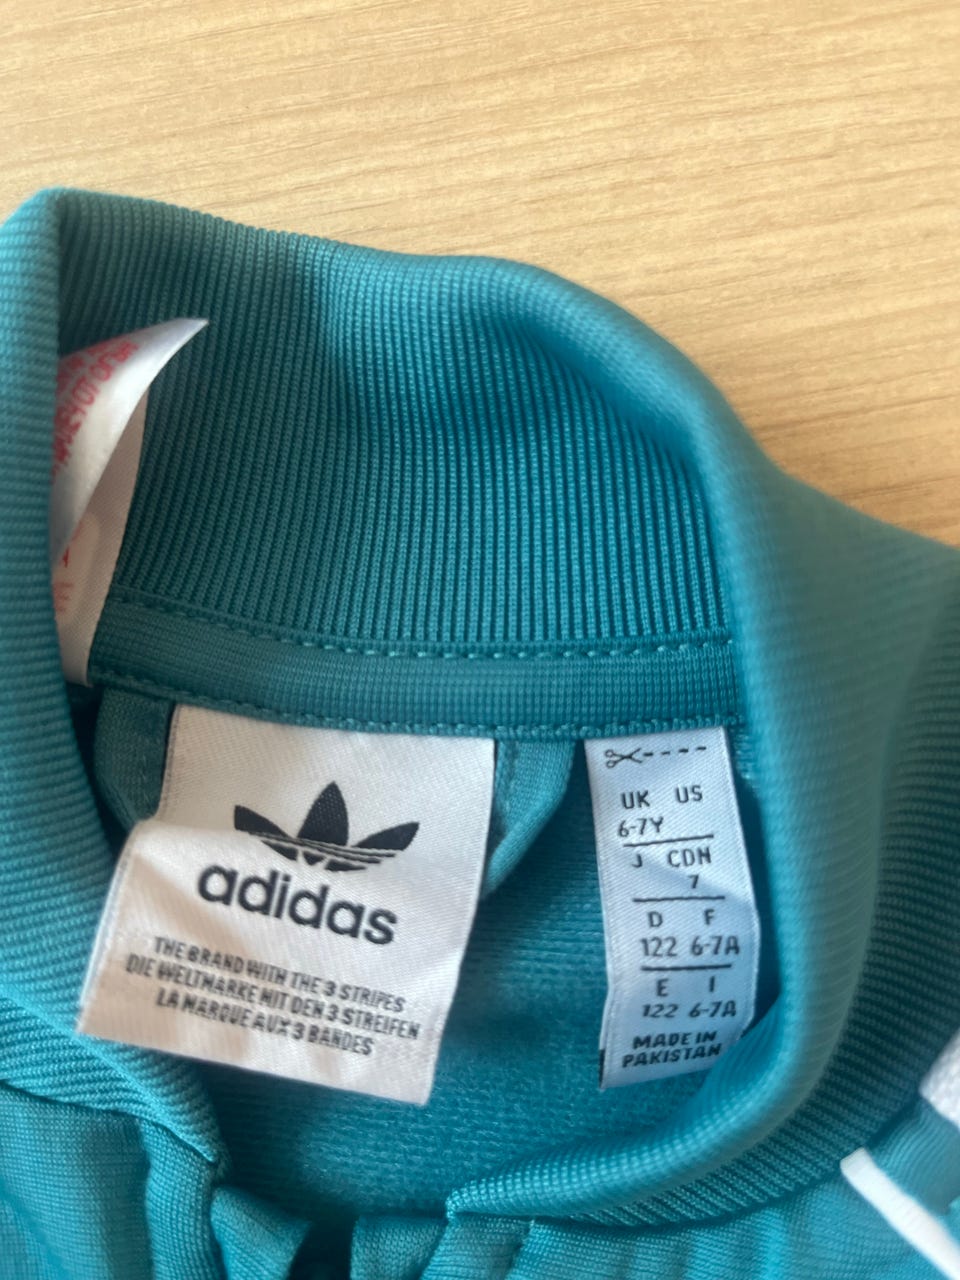 adidas
THE BRAND WITH THE 3 STRIPES
DIE WELTMARKE MIT DEN 3 STREIFEN
LA MARQUE AUX 3 BANDES
UK US
6-7Y
J CDN
7
D F
122 6-7A
E I
122 6-7A
MADE IN
PAKISTAN